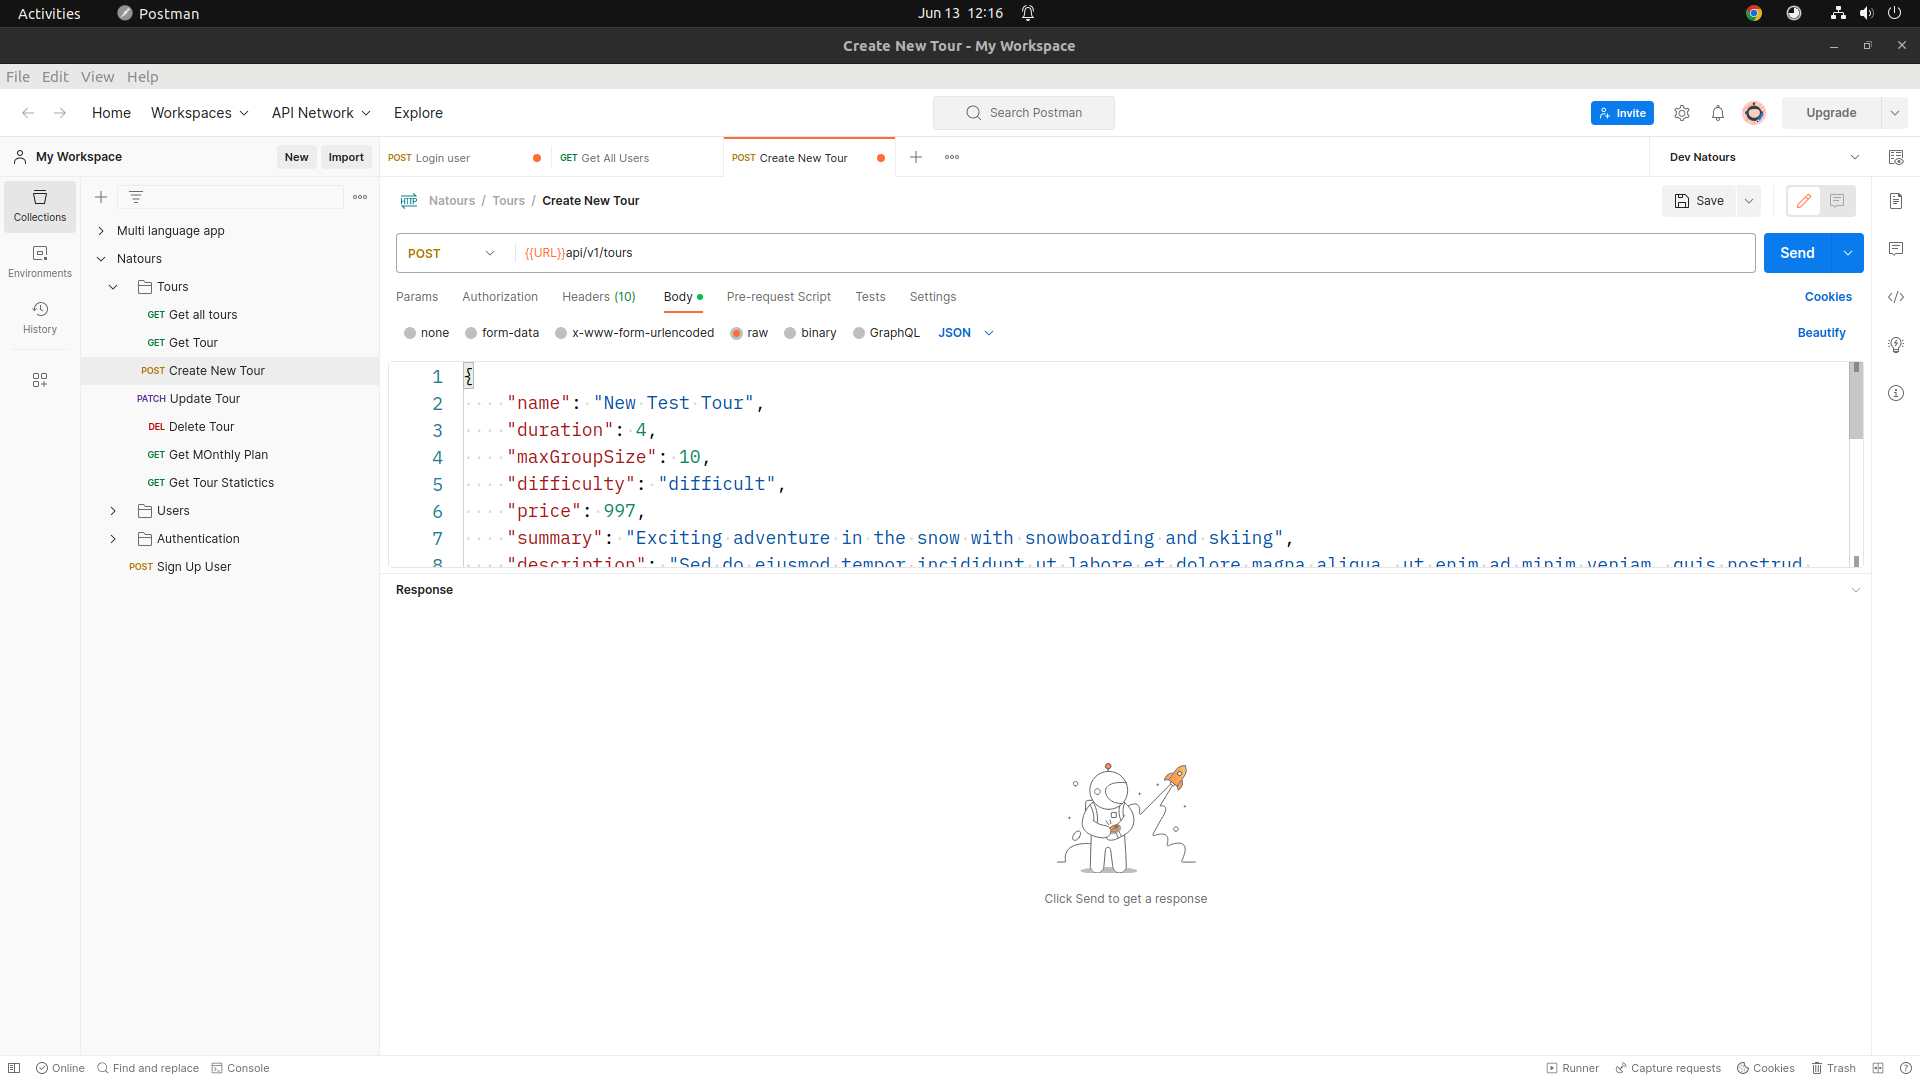 Activities Postman Jun 13 12:16
Create New Tour - My Workspace
File Edit View Help
Home Workspaces API Network Explore Search Postman Invite Upgrade
My Workspace New Import POST Login user GET Get All Users POST Create New Tour Dev Natours
Collections
Environments
History
Multi language app
Natours
Tours
GET Get all tours
GET Get Tour
POST Create New Tour
PATCH Update Tour
DEL Delete Tour
GET Get MOnthly Plan
GET Get Tour Statictics
Users
Authentication
POST Sign Up User
HTTP Natours / Tours / Create New Tour Save
POST {{URL}}api/v1/tours Send
Params Authorization Headers (10) Body Pre-request Script Tests Settings Cookies
none form-data x-www-form-urlencoded raw binary GraphQL JSON Beautify
1 {
2 "name": "New Test Tour",
3 "duration": 4,
4 "maxGroupSize": 10,
5 "difficulty": "difficult",
6 "price": 997,
7 "summary": "Exciting adventure in the snow with snowboarding and skiing",
8 "description": "Sed do eiusmod tempor incididunt ut labore et dolore magna aliqua, ut enim ad minim veniam, quis nostrud
Response
Click Send to get a response
Online Find and replace Console Runner Capture requests Cookies Trash